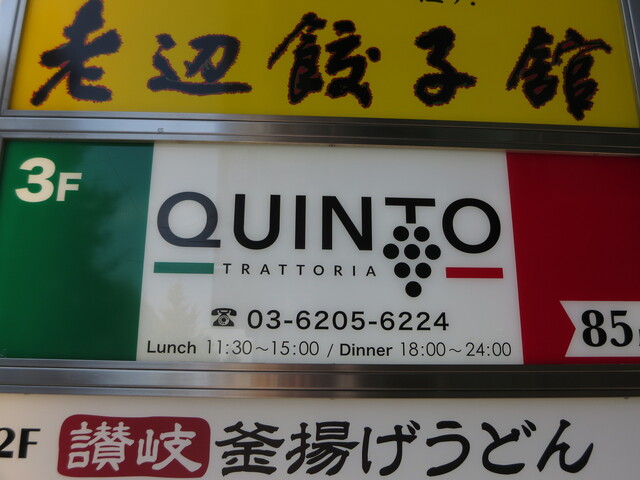 老辺餃子舘
3F
QUINTO
TRATTORIA
☎ 03-6205-6224
Lunch 11:30～15:00 / Dinner 18:00～24:00
85
2F 讃岐 釜揚げうどん